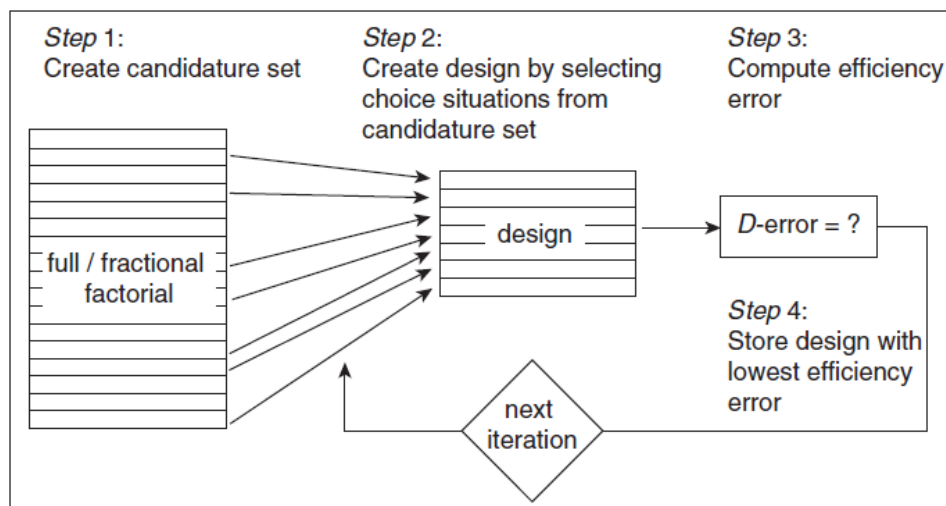 Step 1:
Create candidature set
Step 2:
Create design by selecting
choice situations from
candidature set
Step 3:
Compute efficiency
error
full / fractional
factorial
design
D-error = ?
Step 4:
Store design with
lowest efficiency
error
next
iteration